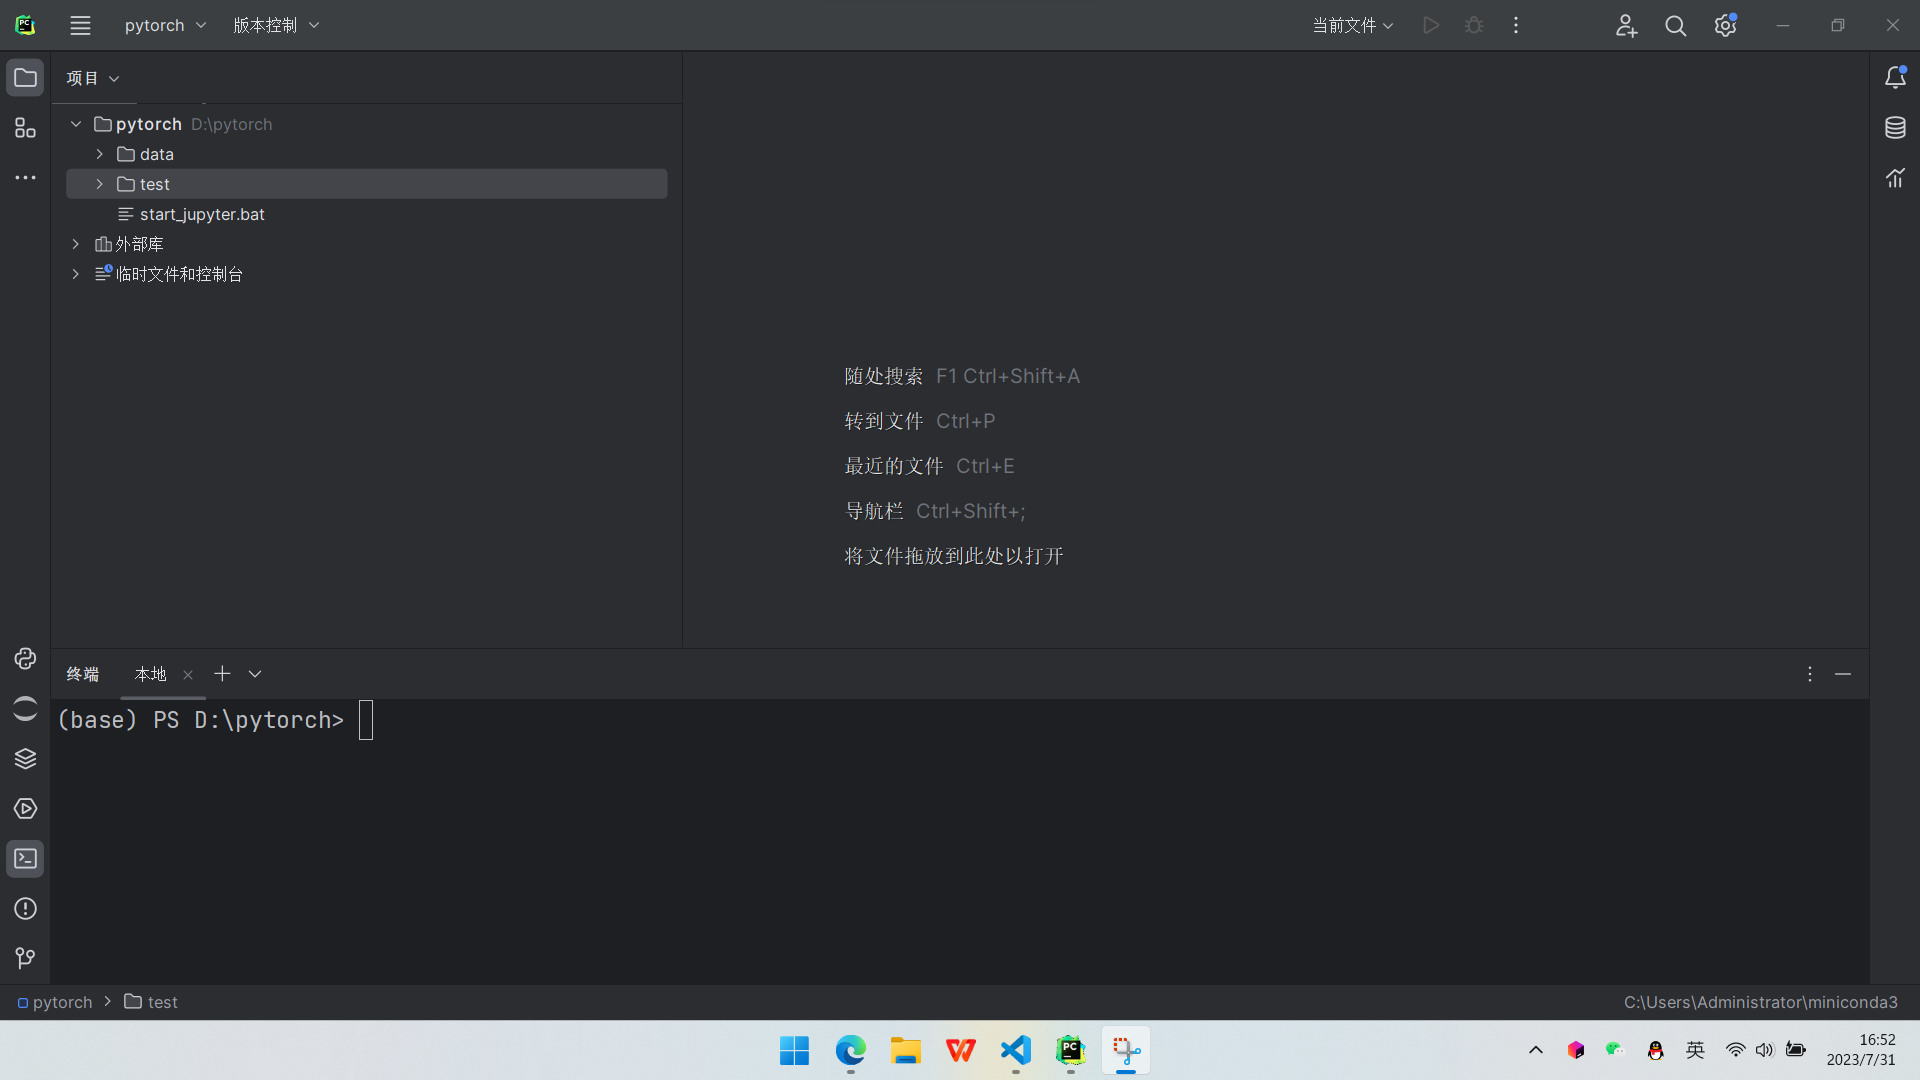 pytorch
版本控制
当前文件
项目
pytorch D:\pytorch
data
test
start_jupyter.bat
外部库
临时文件和控制台
随处搜索 F1 Ctrl+Shift+A
转到文件 Ctrl+P
最近的文件 Ctrl+E
导航栏 Ctrl+Shift+;
将文件拖放到此处以打开
终端
本地
(base) PS D:\pytorch>
pytorch
test
C:\Users\Administrator\miniconda3
英
16:52
2023/7/31